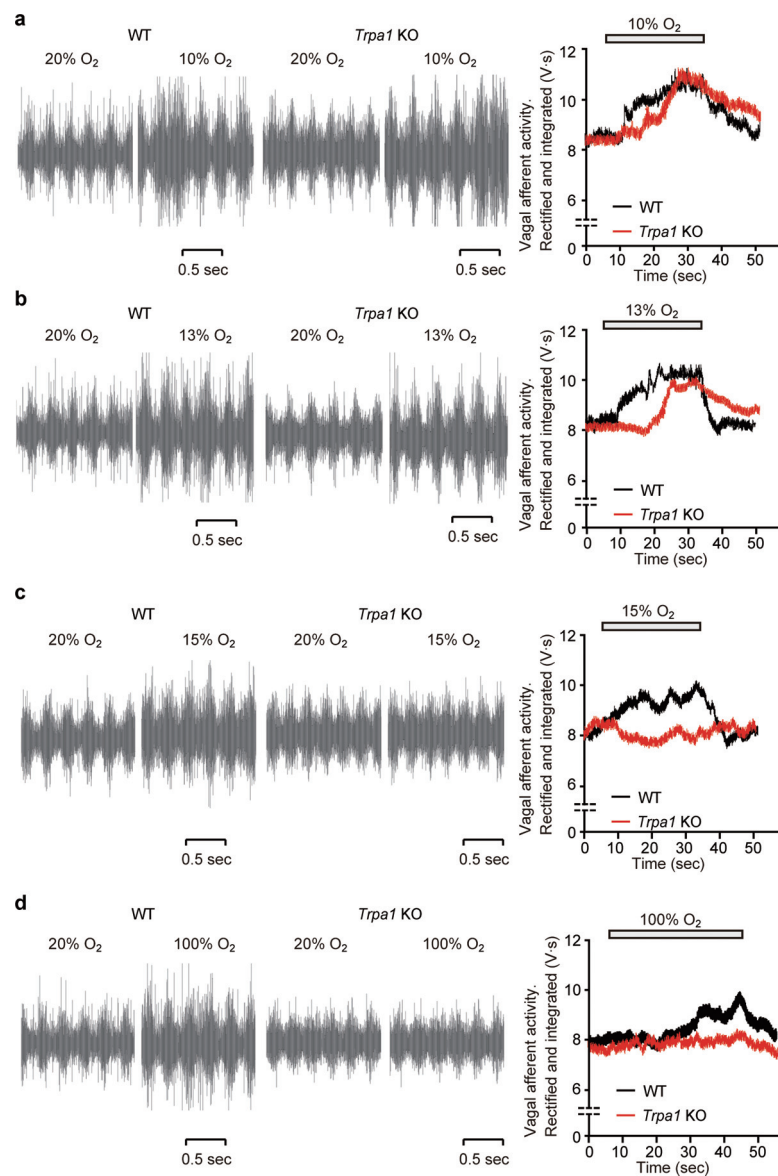 a
WT
Trpa1 KO
20% O₂
10% O₂
20% O₂
10% O₂
0.5 sec
0.5 sec
10% O₂
Vagal afferent activity.
Rectified and integrated (V·s)
12
10
8
6
0
WT
Trpa1 KO
0 10 20 30 40 50
Time (sec)
b
WT
Trpa1 KO
20% O₂
13% O₂
20% O₂
13% O₂
0.5 sec
0.5 sec
13% O₂
Vagal afferent activity.
Rectified and integrated (V·s)
12
10
8
6
0
WT
Trpa1 KO
0 10 20 30 40 50
Time (sec)
c
WT
Trpa1 KO
20% O₂
15% O₂
20% O₂
15% O₂
0.5 sec
0.5 sec
15% O₂
Vagal afferent activity.
Rectified and integrated (V·s)
12
10
8
6
0
WT
Trpa1 KO
0 10 20 30 40 50
Time (sec)
d
WT
Trpa1 KO
20% O₂
100% O₂
20% O₂
100% O₂
0.5 sec
0.5 sec
100% O₂
Vagal afferent activity.
Rectified and integrated (V·s)
12
10
8
6
0
WT
Trpa1 KO
0 10 20 30 40 50
Time (sec)